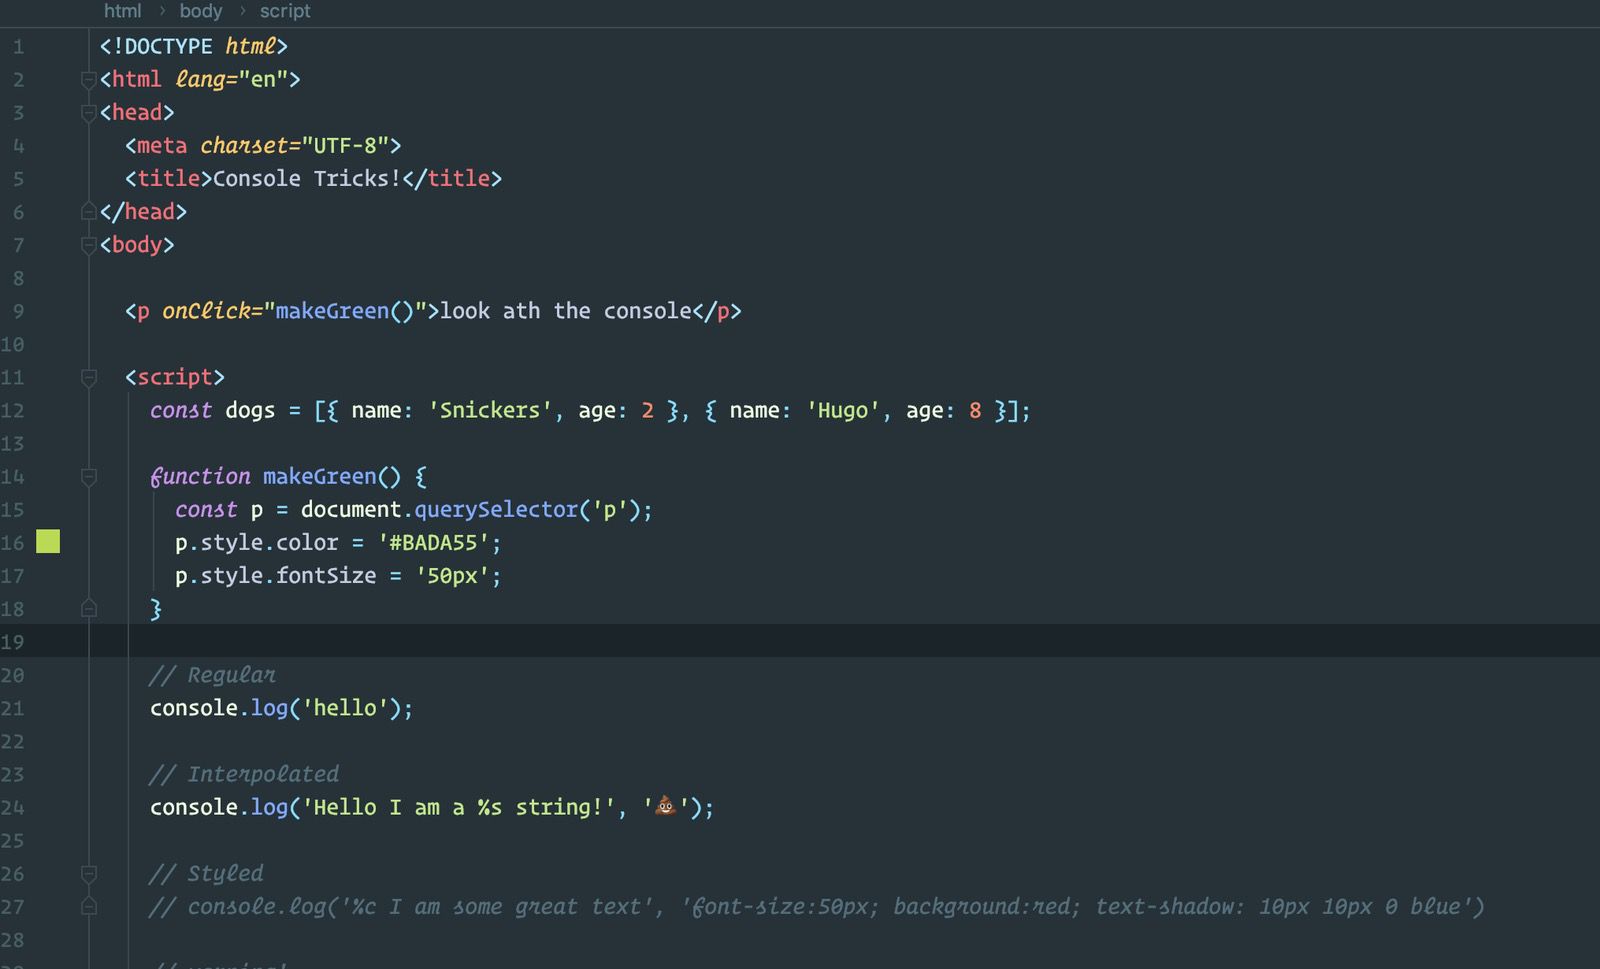 html › body › script
1 <!DOCTYPE html>
2 <html lang="en">
3 <head>
4 <meta charset="UTF-8">
5 <title>Console Tricks!</title>
6 </head>
7 <body>
8
9 <p onClick="makeGreen()">look ath the console</p>
10
11 <script>
12 const dogs = [{ name: 'Snickers', age: 2 }, { name: 'Hugo', age: 8 }];
13
14 function makeGreen() {
15 const p = document.querySelector('p');
16 p.style.color = '#BADA55';
17 p.style.fontSize = '50px';
18 }
19
20 // Regular
21 console.log('hello');
22
23 // Interpolated
24 console.log('Hello I am a %s string!', '💩');
25
26 // Styled
27 // console.log('%c I am some great text', 'font-size:50px; background:red; text-shadow: 10px 10px 0 blue')
28